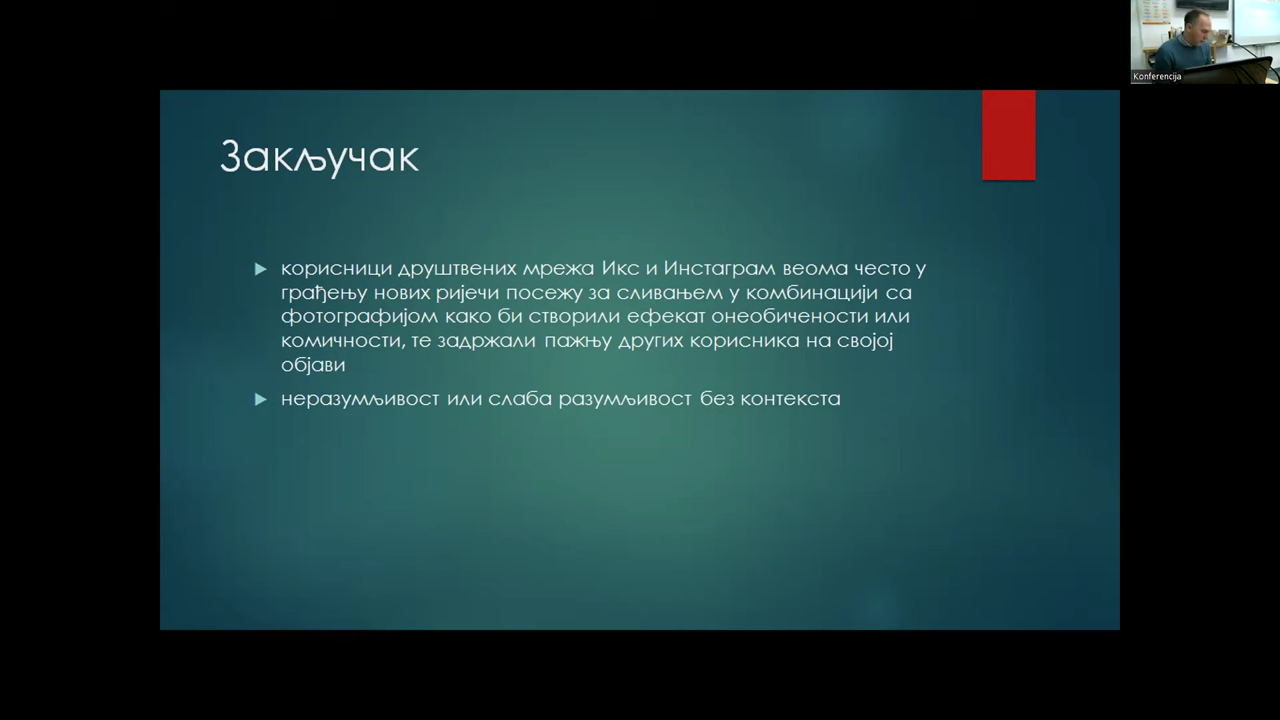 Konferencija
Закључак
корисници друштвених мрежа Икс и Инстаграм веома често у
грађењу нових ријечи посежу за сливањем у комбинацији са
фотографијом како би створили ефекат онеобичености или
комичности, те задржали пажњу других корисника на својој
објави
неразумљивост или слаба разумљивост без контекста